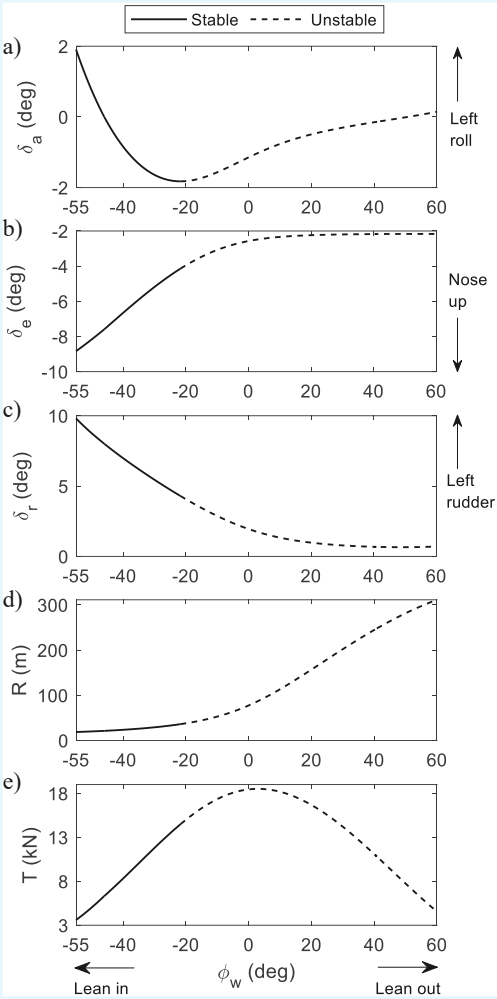 Stable Unstable
a)
2
0
-2
δa (deg)
-55 -40 -20 0 20 40 60
Left
roll
b)
-2
-4
-6
-8
-10
δe (deg)
-55 -40 -20 0 20 40 60
Nose
up
c)
10
5
0
δr (deg)
-55 -40 -20 0 20 40 60
Left
rudder
d)
300
200
100
0
R (m)
-55 -40 -20 0 20 40 60
e)
18
13
8
3
T (kN)
-55 -40 -20 0 20 40 60
ϕw (deg)
Lean in Lean out